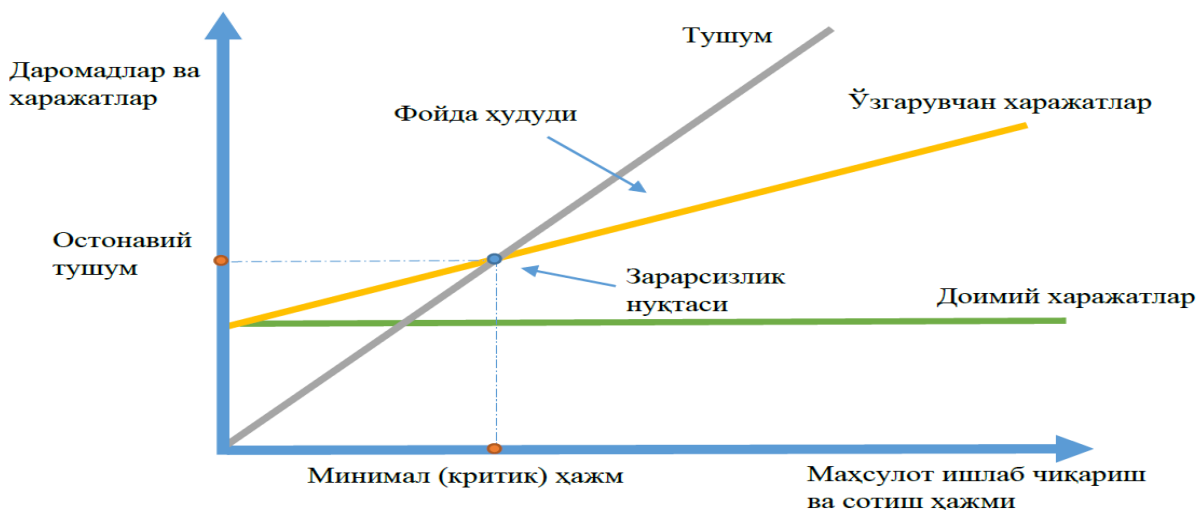 Тушум
Даромадлар ва
харажатлар
Ўзгарувчан харажатлар
Фойда ҳудуди
Остонавий
тушум
Зарарсизлик
нуқтаси
Доимий харажатлар
Минимал (критик) ҳажм
Маҳсулот ишлаб чиқариш
ва сотиш ҳажми